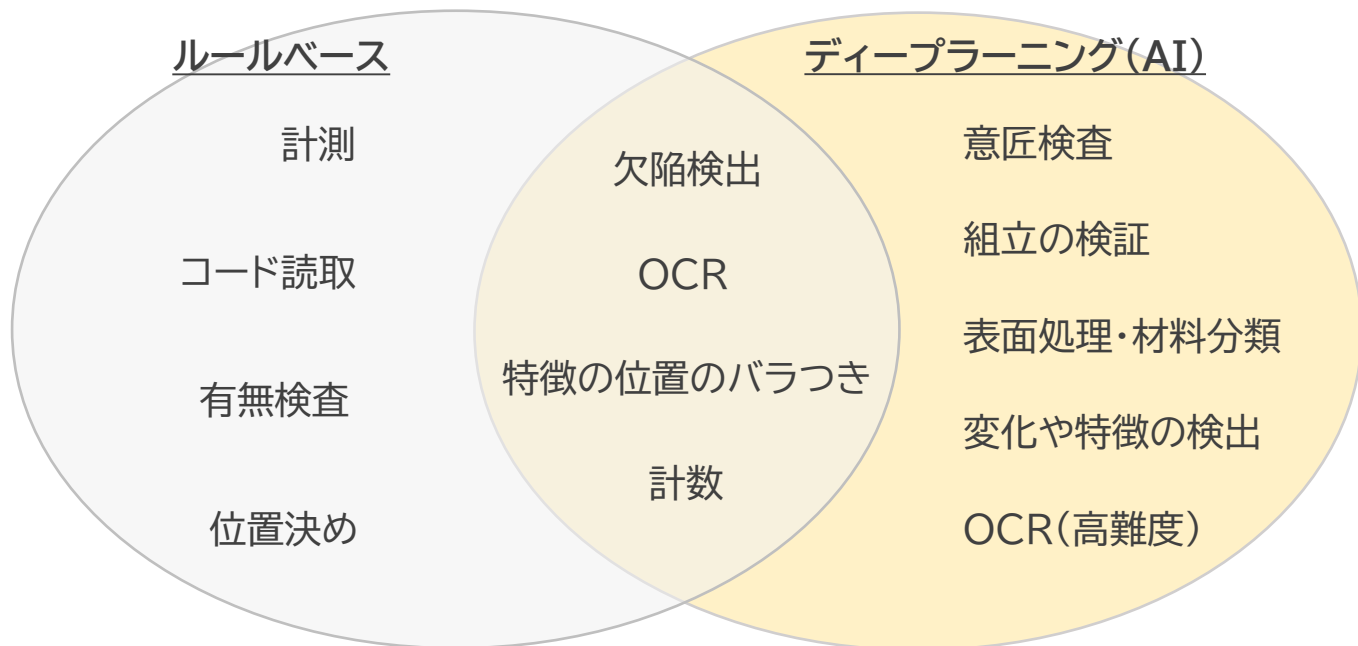 ルールベース
計測
コード読取
有無検査
位置決め
欠陥検出
OCR
特徴の位置のバラつき
計数
ディープラーニング（AI）
意匠検査
組立の検証
表面処理・材料分類
変化や特徴の検出
OCR（高難度）